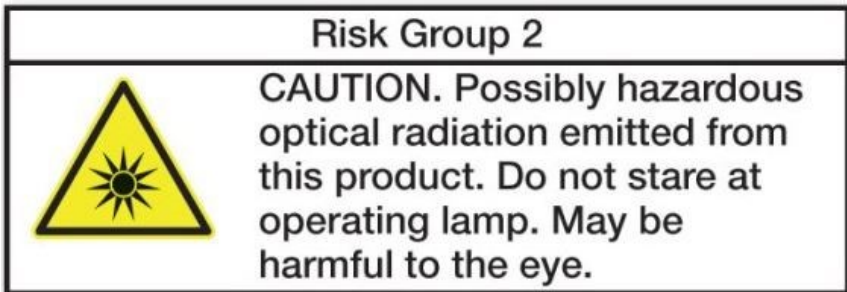 Risk Group 2
CAUTION. Possibly hazardous
optical radiation emitted from
this product. Do not stare at
operating lamp. May be
harmful to the eye.